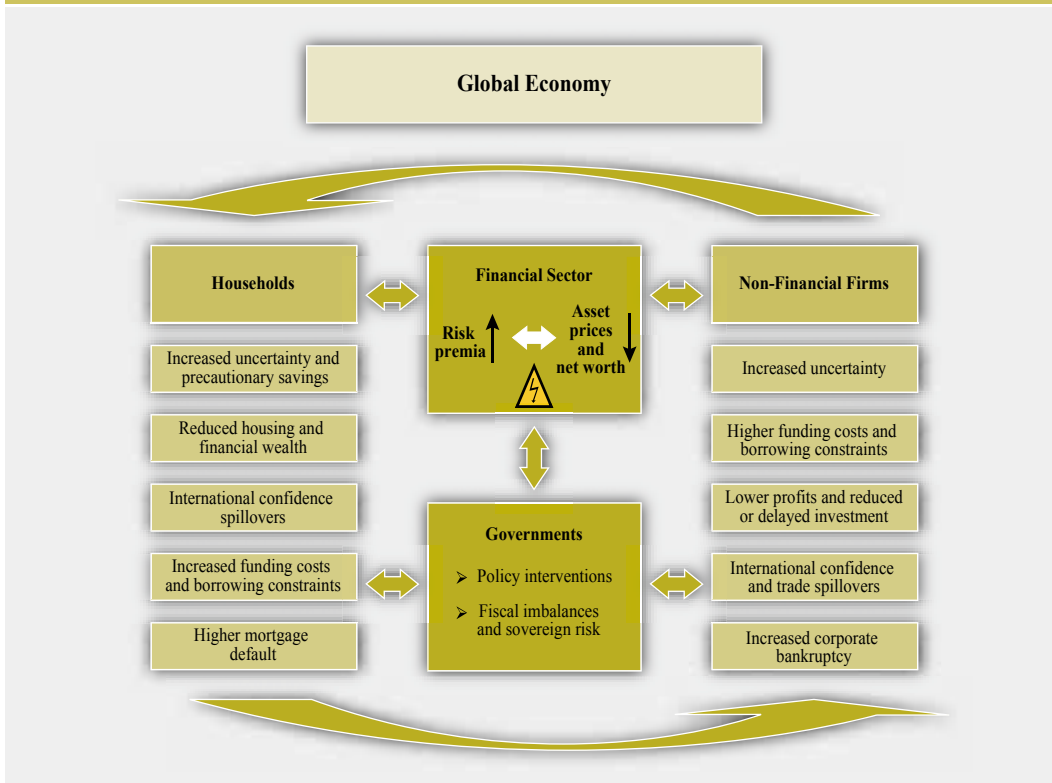 Global Economy
Households
Increased uncertainty and
precautionary savings
Reduced housing and
financial wealth
International confidence
spillovers
Increased funding costs
and borrowing constraints
Higher mortgage
default
Financial Sector
Risk
premia
Asset
prices
and
net worth
Governments
➢ Policy interventions
➢ Fiscal imbalances
and sovereign risk
Non-Financial Firms
Increased uncertainty
Higher funding costs and
borrowing constraints
Lower profits and reduced
or delayed investment
International confidence
and trade spillovers
Increased corporate
bankruptcy